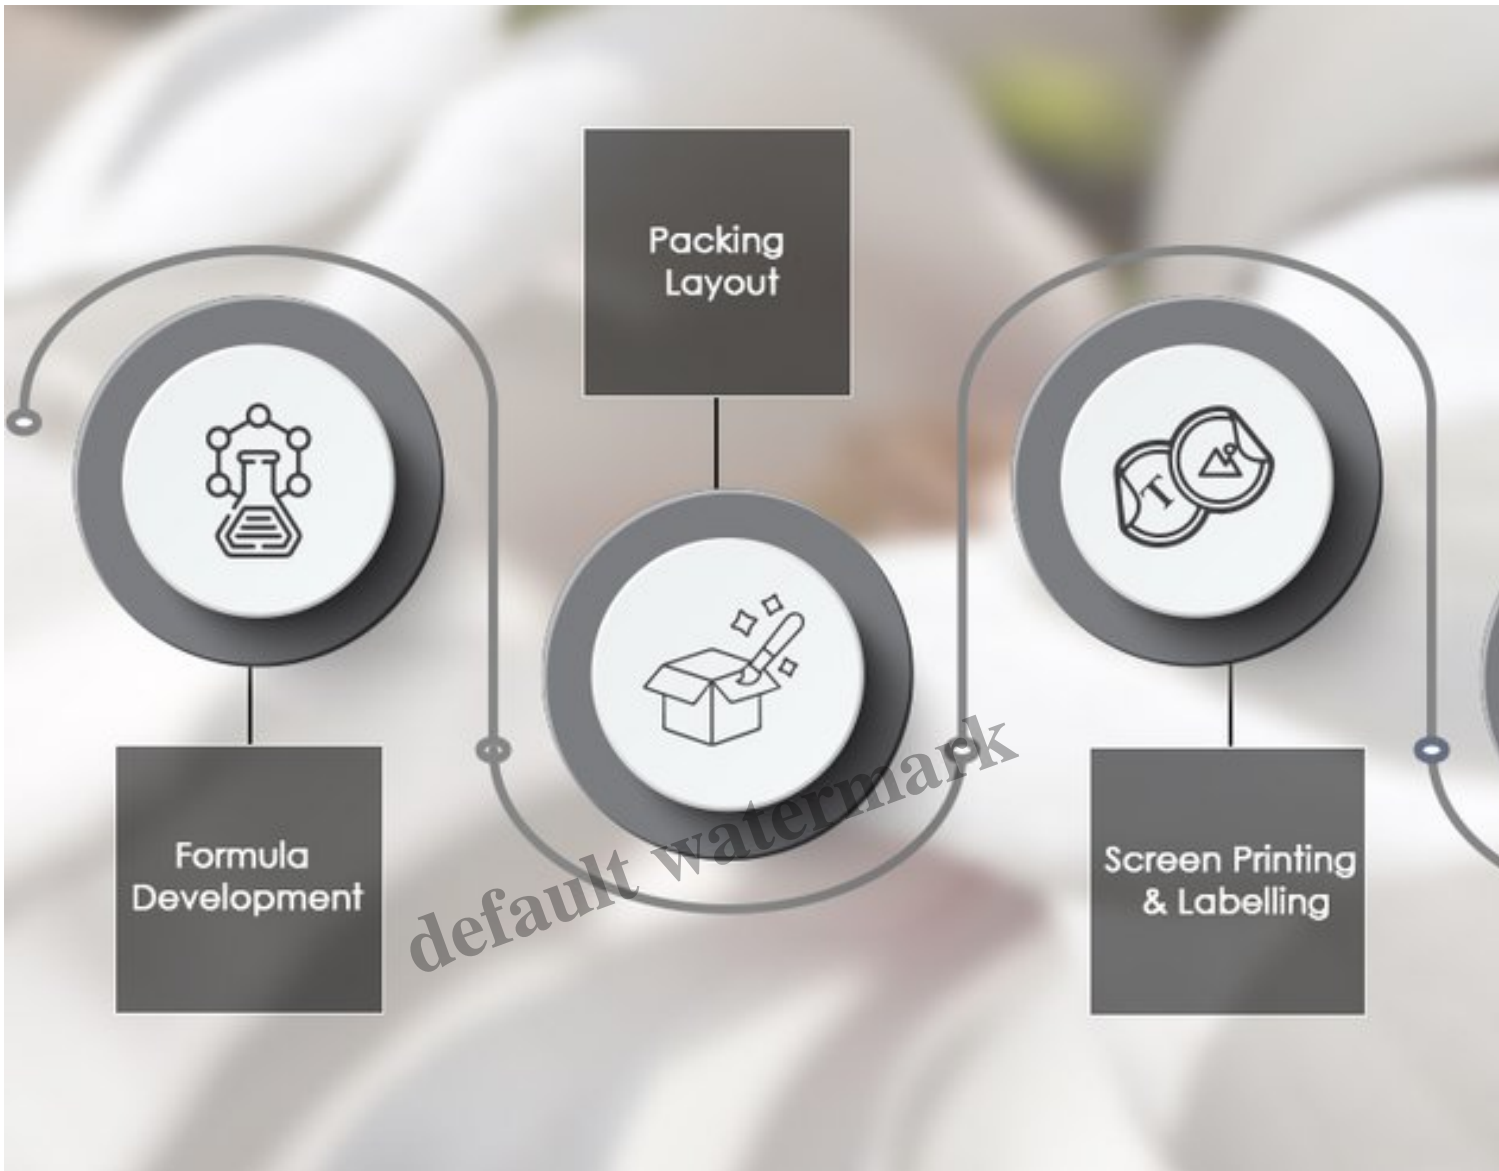 Packing
Layout
T
Formula
Development
Screen Printing
& Labelling
default watermark